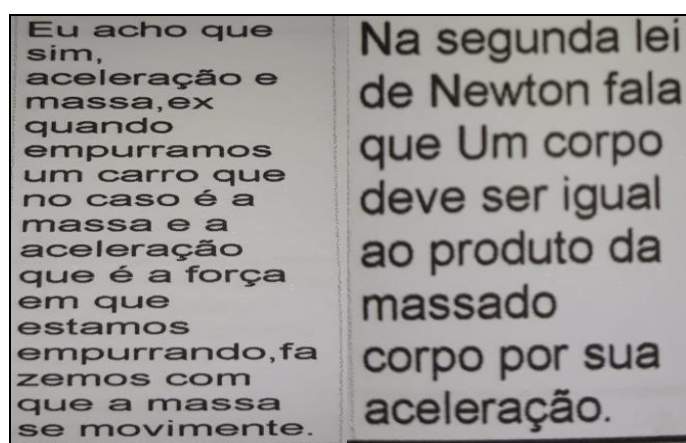 Eu acho que
sim,
aceleração e
massa,ex
quando
empurramos
um carro que
no caso é a
massa e a
aceleração
que é a força
em que
estamos
empurrando,fa
zemos com
que a massa
se movimente.
Na segunda lei
de Newton fala
que Um corpo
deve ser igual
ao produto da
massado
corpo por sua
aceleração.